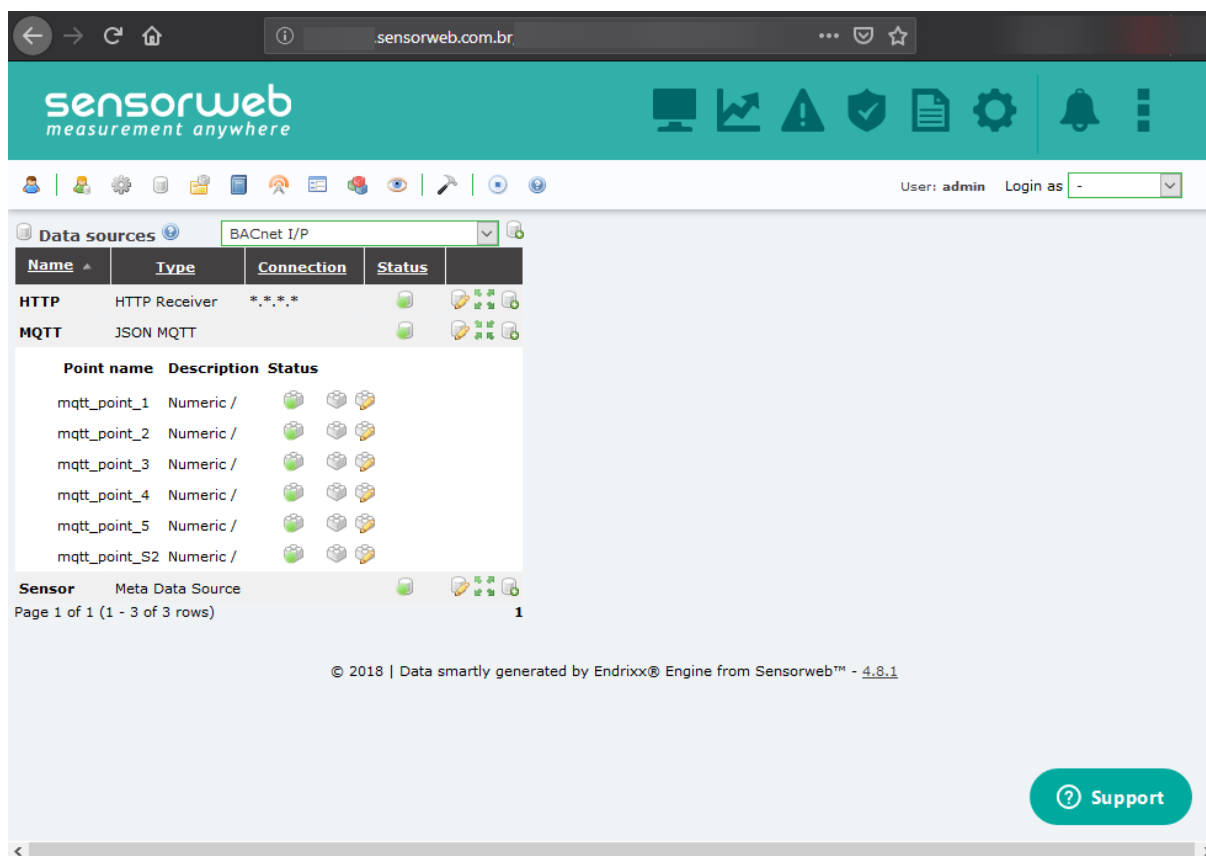 .sensorweb.com.br
sensorweb
measurement anywhere
User: admin Login as -
Data sources BACnet I/P
Name Type Connection Status
HTTP HTTP Receiver *.*.*.*
MQTT JSON MQTT
Point name Description Status
mqtt_point_1 Numeric /
mqtt_point_2 Numeric /
mqtt_point_3 Numeric /
mqtt_point_4 Numeric /
mqtt_point_5 Numeric /
mqtt_point_S2 Numeric /
Sensor Meta Data Source
Page 1 of 1 (1 - 3 of 3 rows) 1
© 2018 | Data smartly generated by Endrixx® Engine from Sensorweb™ - 4.8.1
Support